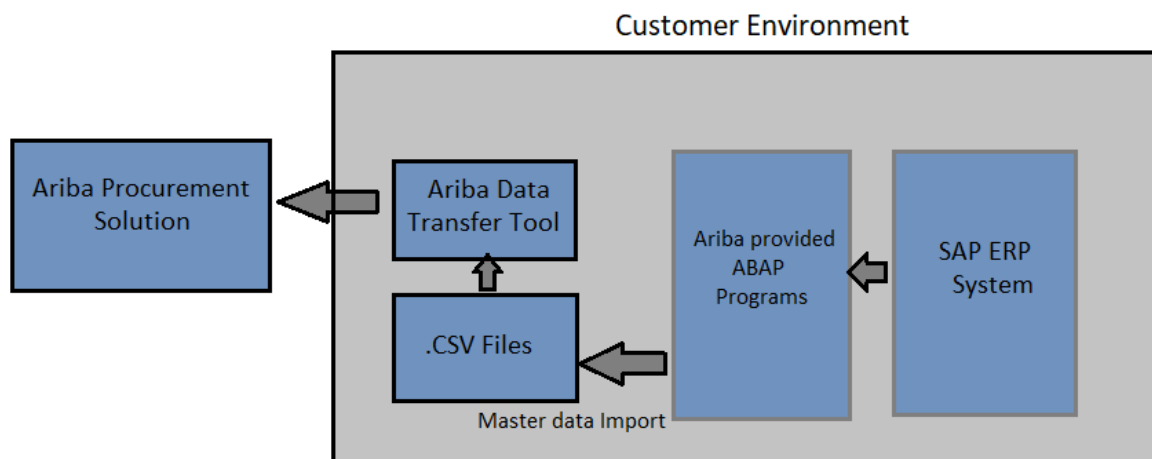 Customer Environment
Ariba Procurement
Solution
Ariba Data
Transfer Tool
.CSV Files
Master data Import
Ariba provided
ABAP
Programs
SAP ERP
System